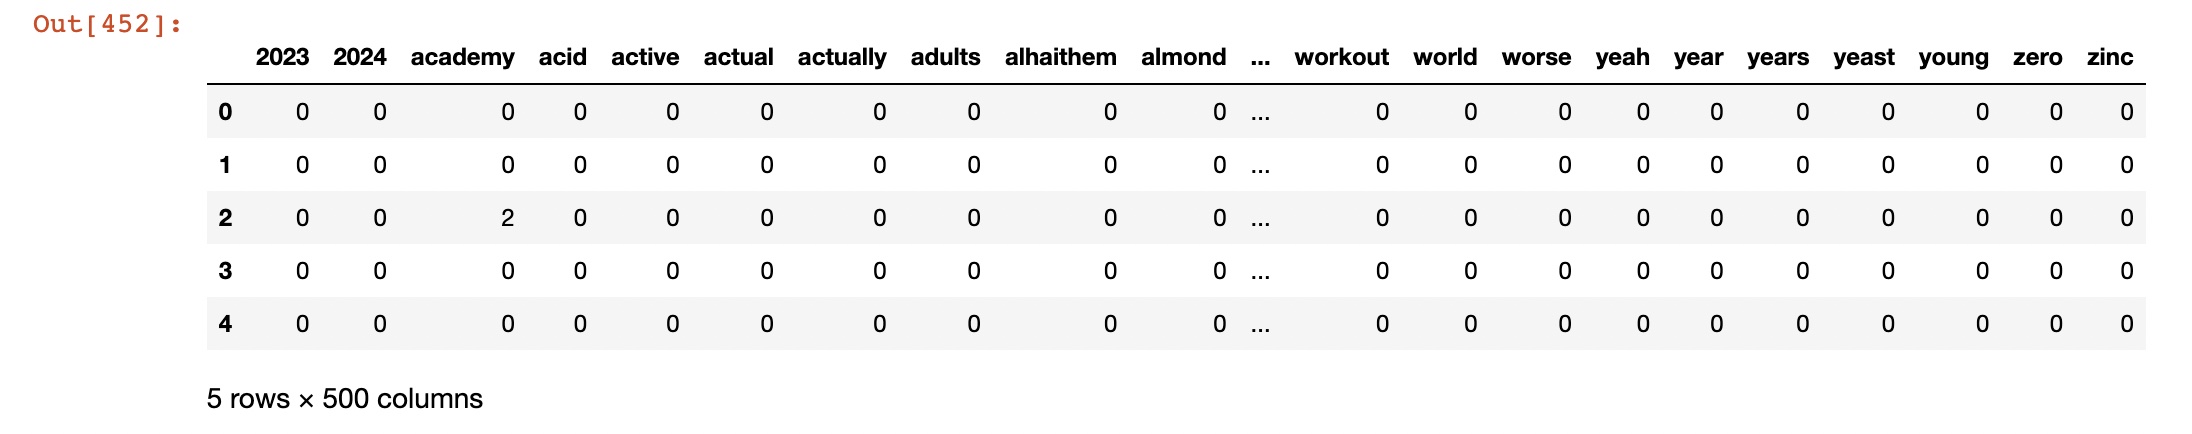 Out[452]:
2023 2024 academy acid active actual actually adults alhaithem almond ... workout world worse yeah year years yeast young zero zinc
0 0 0 0 0 0 0 0 0 0 0 ... 0 0 0 0 0 0 0 0 0 0
1 0 0 0 0 0 0 0 0 0 0 ... 0 0 0 0 0 0 0 0 0 0
2 0 0 2 0 0 0 0 0 0 0 ... 0 0 0 0 0 0 0 0 0 0
3 0 0 0 0 0 0 0 0 0 0 ... 0 0 0 0 0 0 0 0 0 0
4 0 0 0 0 0 0 0 0 0 0 ... 0 0 0 0 0 0 0 0 0 0
5 rows × 500 columns